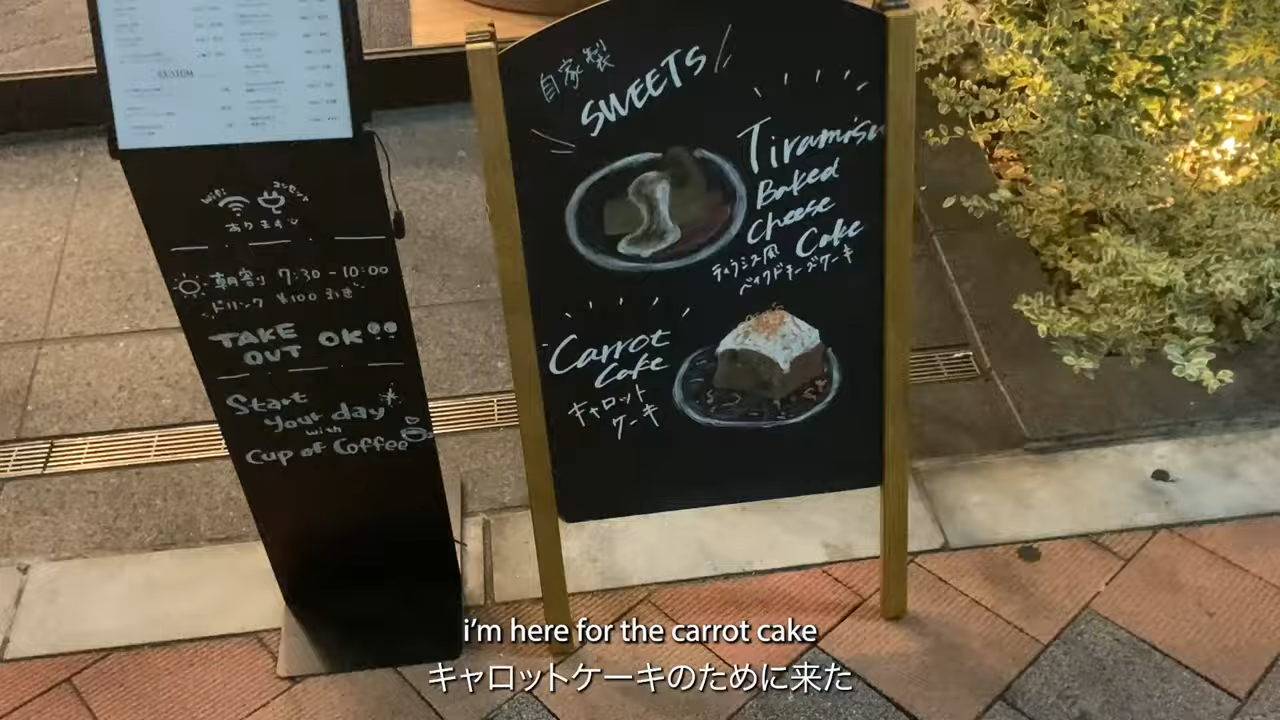 CUSTOM
Wifi コンセント
あります
朝割 7:30 - 10:00
ドリンク ¥100 引き
TAKE
OUT OK!!
Start
your day
with
Cup of Coffee
自家製
SWEETS
Tiramisu
Baked
Cheese
Cake
ティラミス風
ベイクドチーズケーキ
Carrot
Cake
キャロット
ケーキ
i'm here for the carrot cake
キャロットケーキのために来た